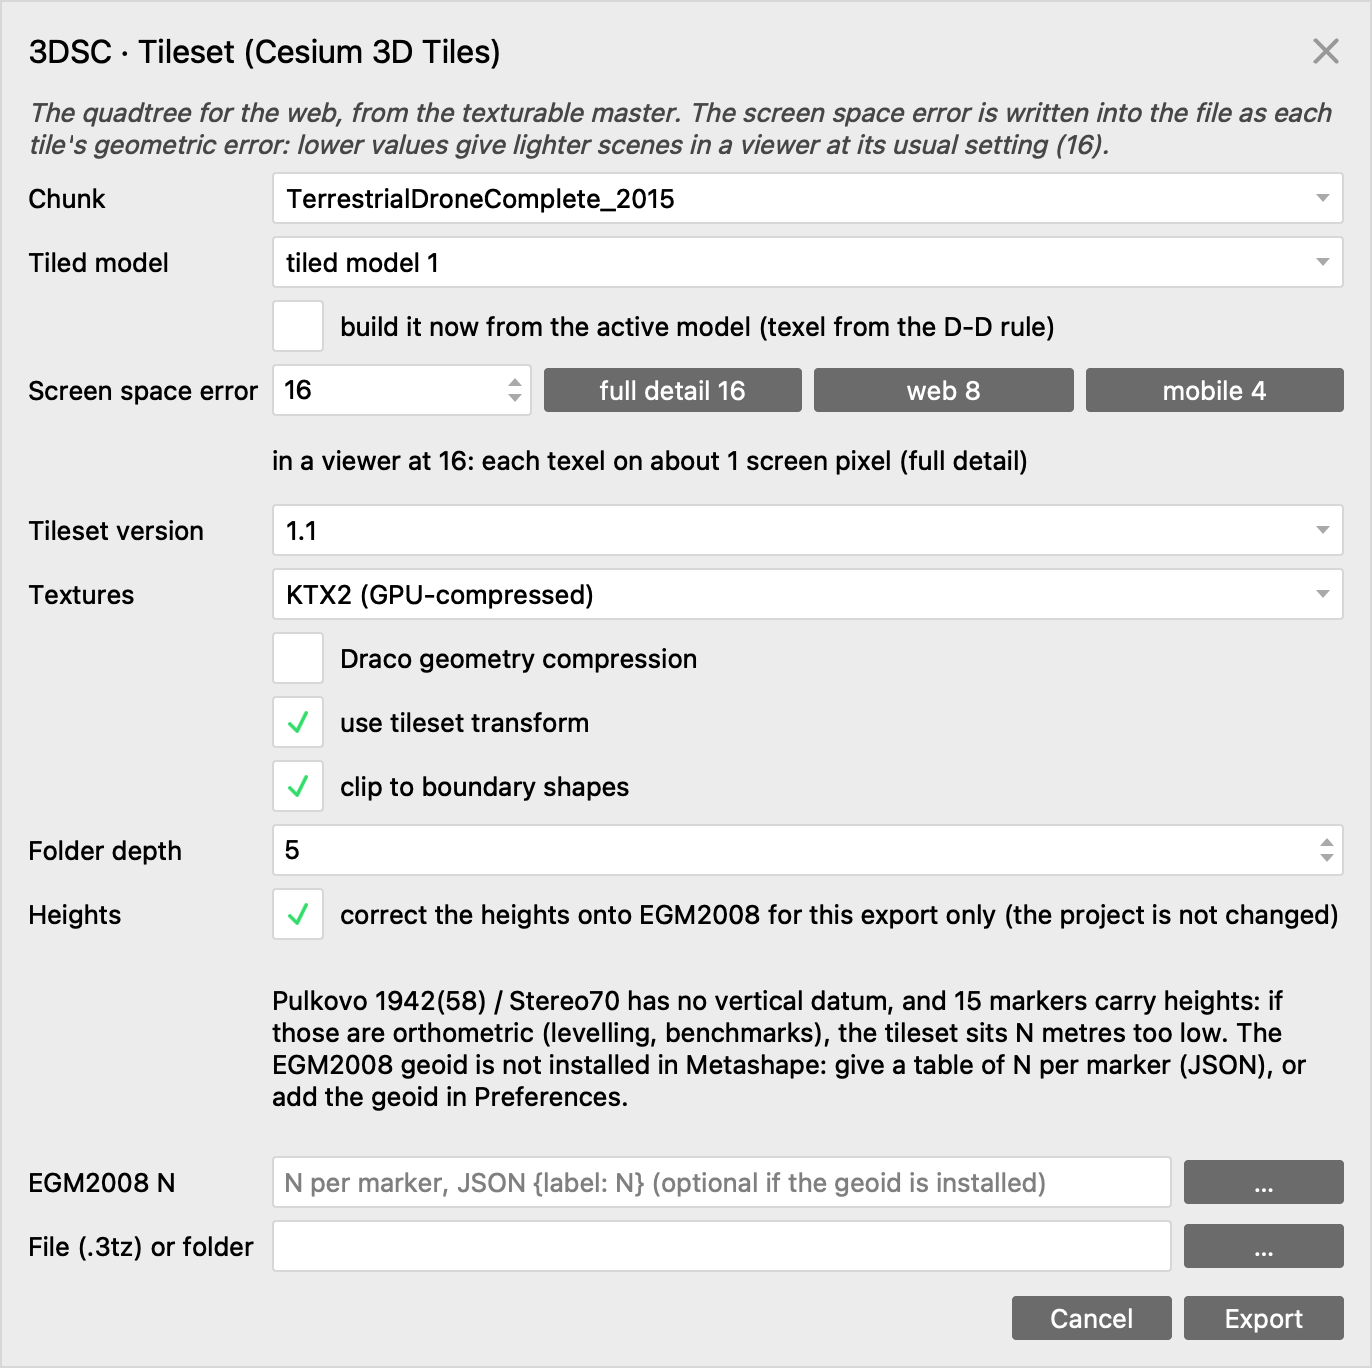 3DSC · Tileset (Cesium 3D Tiles)
The quadtree for the web, from the texturable master. The screen space error is written into the file as each
tile's geometric error: lower values give lighter scenes in a viewer at its usual setting (16).
Chunk
TerrestrialDroneComplete_2015
Tiled model
tiled model 1
build it now from the active model (texel from the D-D rule)
Screen space error
16
full detail 16
web 8
mobile 4
in a viewer at 16: each texel on about 1 screen pixel (full detail)
Tileset version
1.1
Textures
KTX2 (GPU-compressed)
Draco geometry compression
use tileset transform
clip to boundary shapes
Folder depth
5
Heights
correct the heights onto EGM2008 for this export only (the project is not changed)
Pulkovo 1942(58) / Stereo70 has no vertical datum, and 15 markers carry heights: if
those are orthometric (levelling, benchmarks), the tileset sits N metres too low. The
EGM2008 geoid is not installed in Metashape: give a table of N per marker (JSON), or
add the geoid in Preferences.
EGM2008 N
N per marker, JSON {label: N} (optional if the geoid is installed)
...
File (.3tz) or folder
...
Cancel
Export